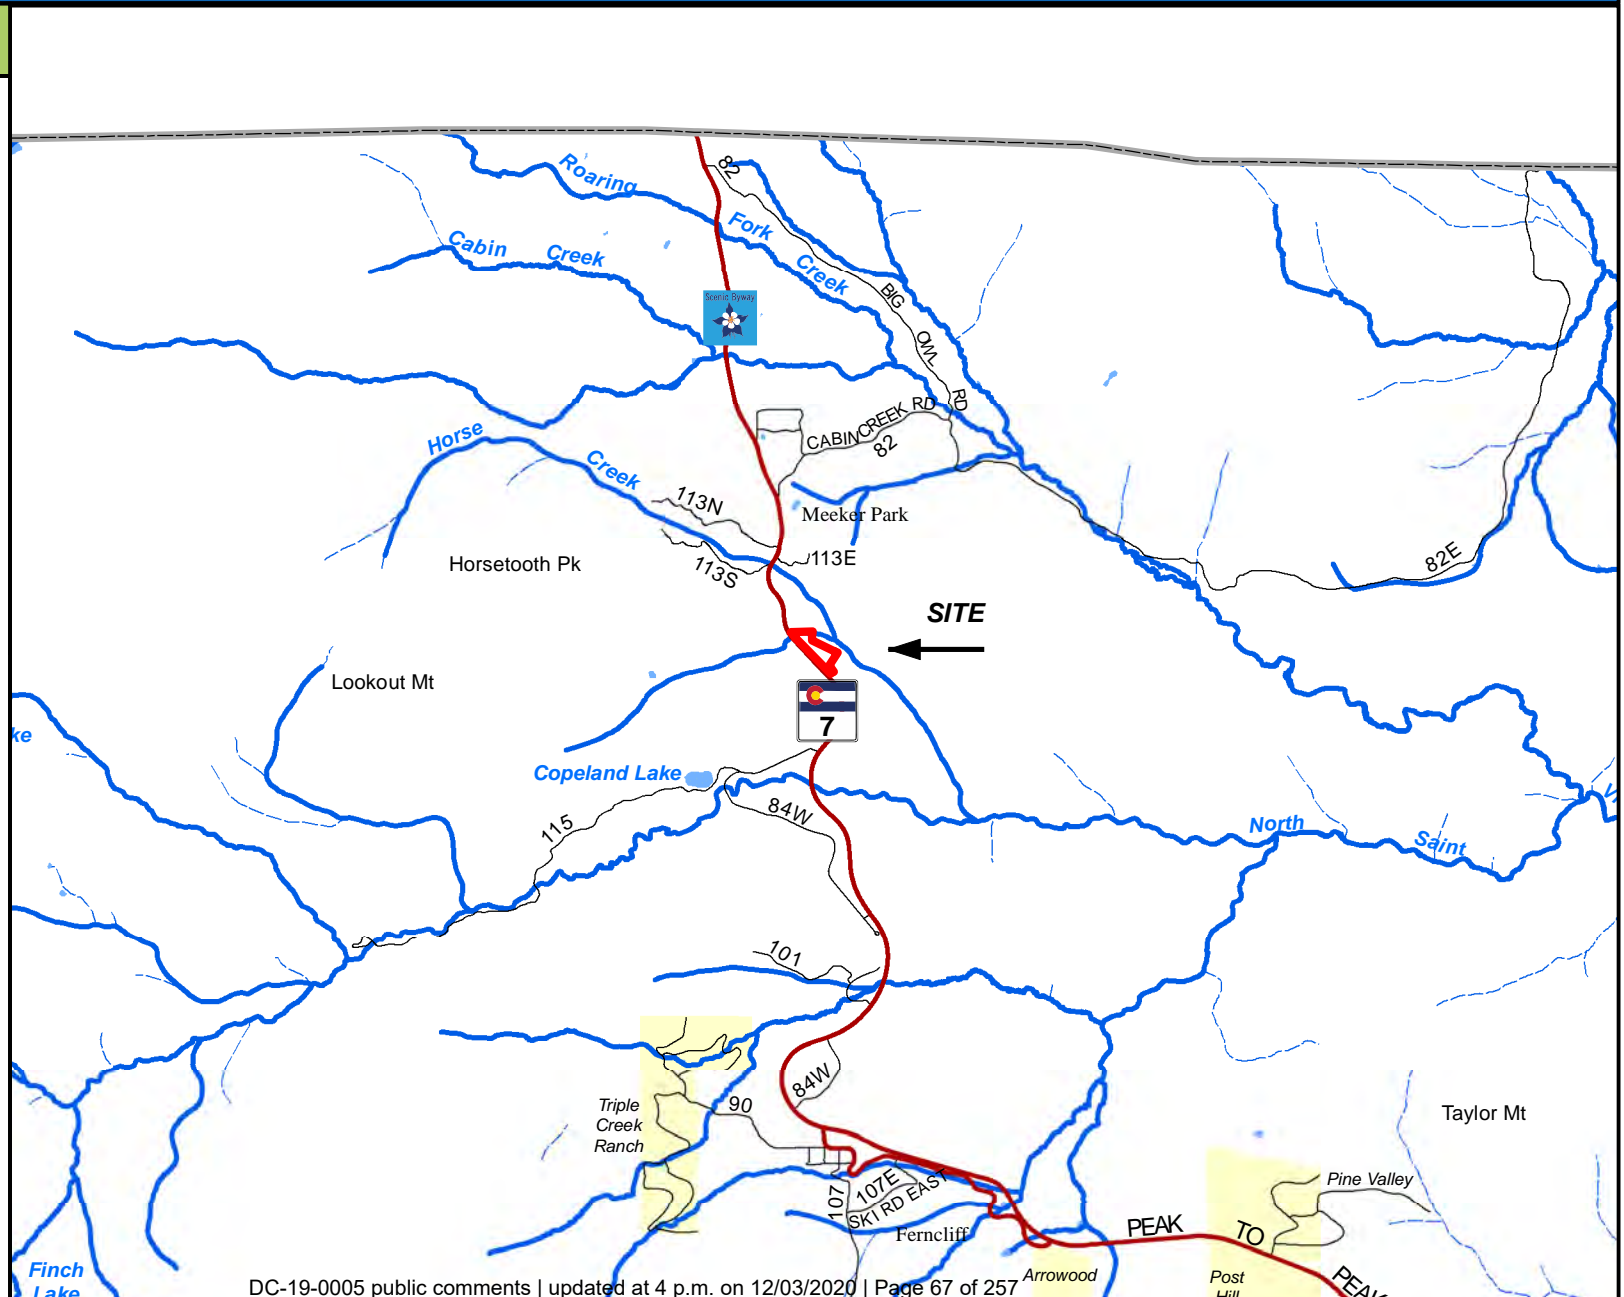 82
Roaring
Fork
Creek
Cabin Creek
BIG
OWL
RD
Scenic Byway
CABIN CREEK RD
82
Horse
Creek
113N
Meeker Park
113E
113S
Horsetooth Pk
82E
SITE
Lookout Mt
7
ke
Copeland Lake
84W
115
North
Saint
101
84W
90
Triple
Creek
Ranch
Taylor Mt
107
107E
SKI RD EAST
Ferncliff
Pine Valley
PEAK
TO
PEAK
Arrowood
Post
Hill
Finch
Lake
DC-19-0005 public comments | updated at 4 p.m. on 12/03/2020 | Page 67 of 257